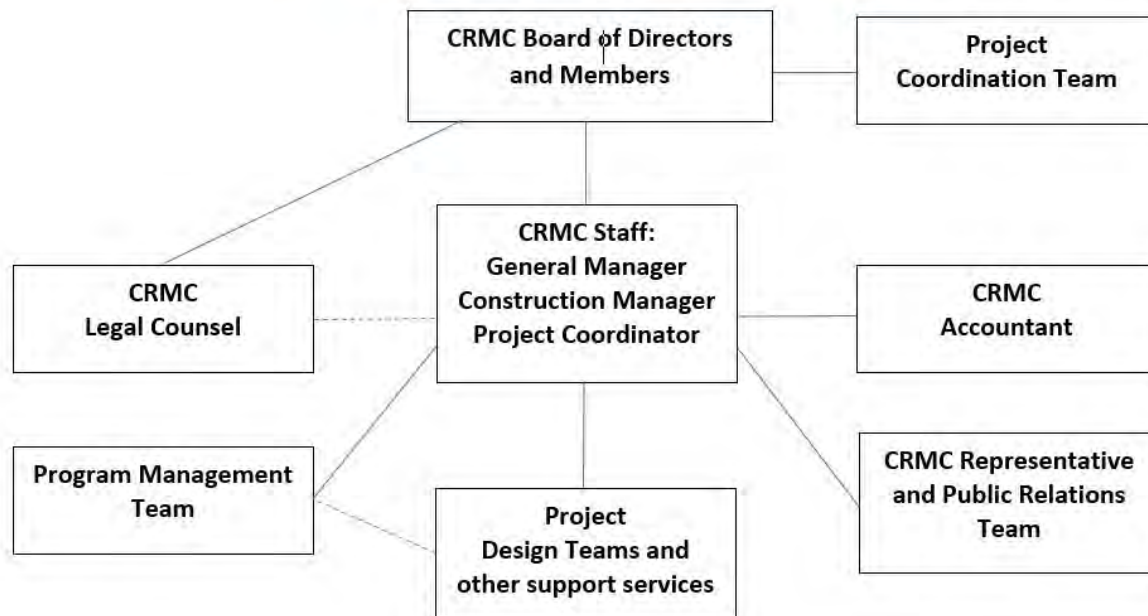 CRMC Board of Directors
and Members
Project
Coordination Team
CRMC Staff:
General Manager
Construction Manager
Project Coordinator
CRMC
Legal Counsel
CRMC
Accountant
Program Management
Team
Project
Design Teams and
other support services
CRMC Representative
and Public Relations
Team